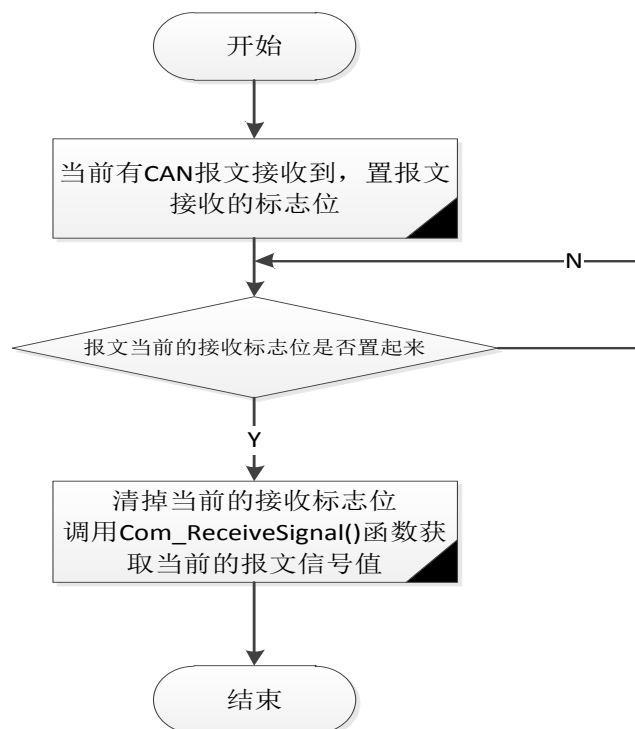 开始
当前有CAN报文接收到，置报文
接收的标志位
N
报文当前的接收标志位是否置起来
Y
清掉当前的接收标志位
调用Com_ReceiveSignal()函数获
取当前的报文信号值
结束